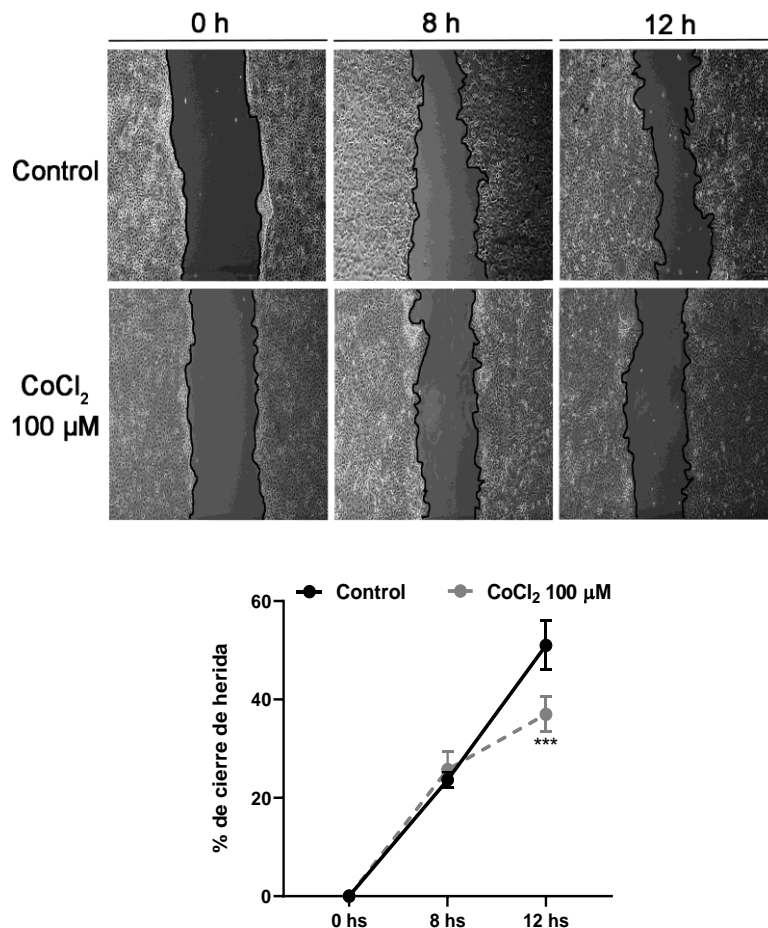 0 h 8 h 12 h
Control
CoCl₂
100 µM
Control CoCl₂ 100 µM
60
40
20
0
% de cierre de herida
***
0 hs 8 hs 12 hs